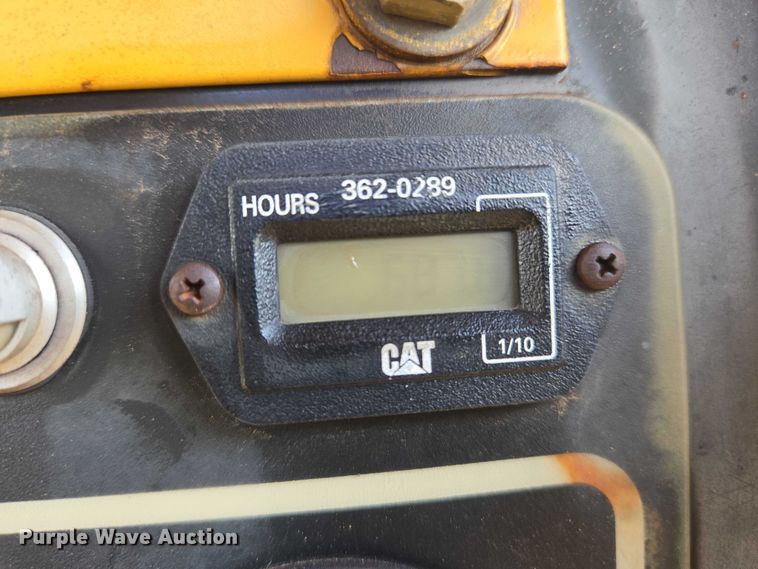 HOURS 362-0289
CAT
1/10
Purple Wave Auction